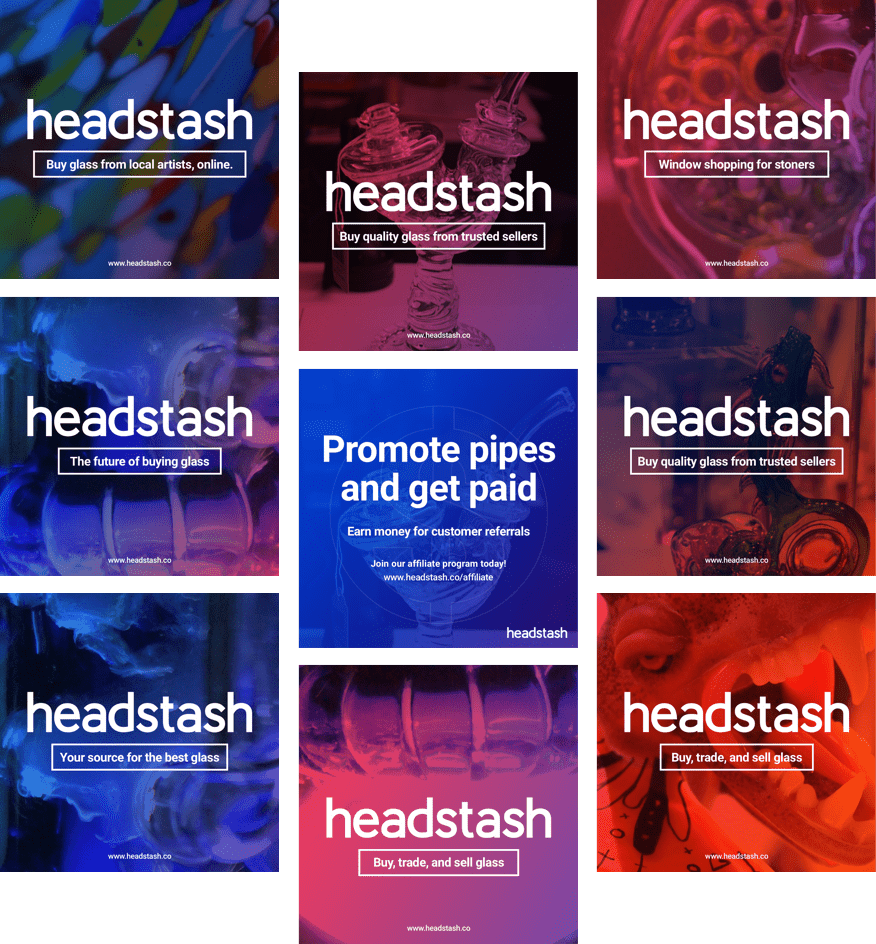 headstash
Buy glass from local artists, online.
www.headstash.co
headstash
The future of buying glass
www.headstash.co
headstash
Your source for the best glass
www.headstash.co
headstash
Buy quality glass from trusted sellers
www.headstash.co
Promote pipes
and get paid
Earn money for customer referrals
Join our affiliate program today!
www.headstash.co/affiliate
headstash
headstash
Buy, trade, and sell glass
www.headstash.co
headstash
Window shopping for stoners
www.headstash.co
headstash
Buy quality glass from trusted sellers
www.headstash.co
headstash
Buy, trade, and sell glass
www.headstash.co